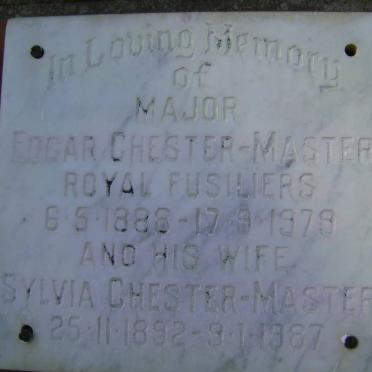 In Loving Memory
of
MAJOR
EDGAR CHESTER-MASTER
ROYAL FUSILIERS
6·5·1888-17·9·1979
AND HIS WIFE
SYLVIA CHESTER-MASTER
25·11·1892-9·1·1987